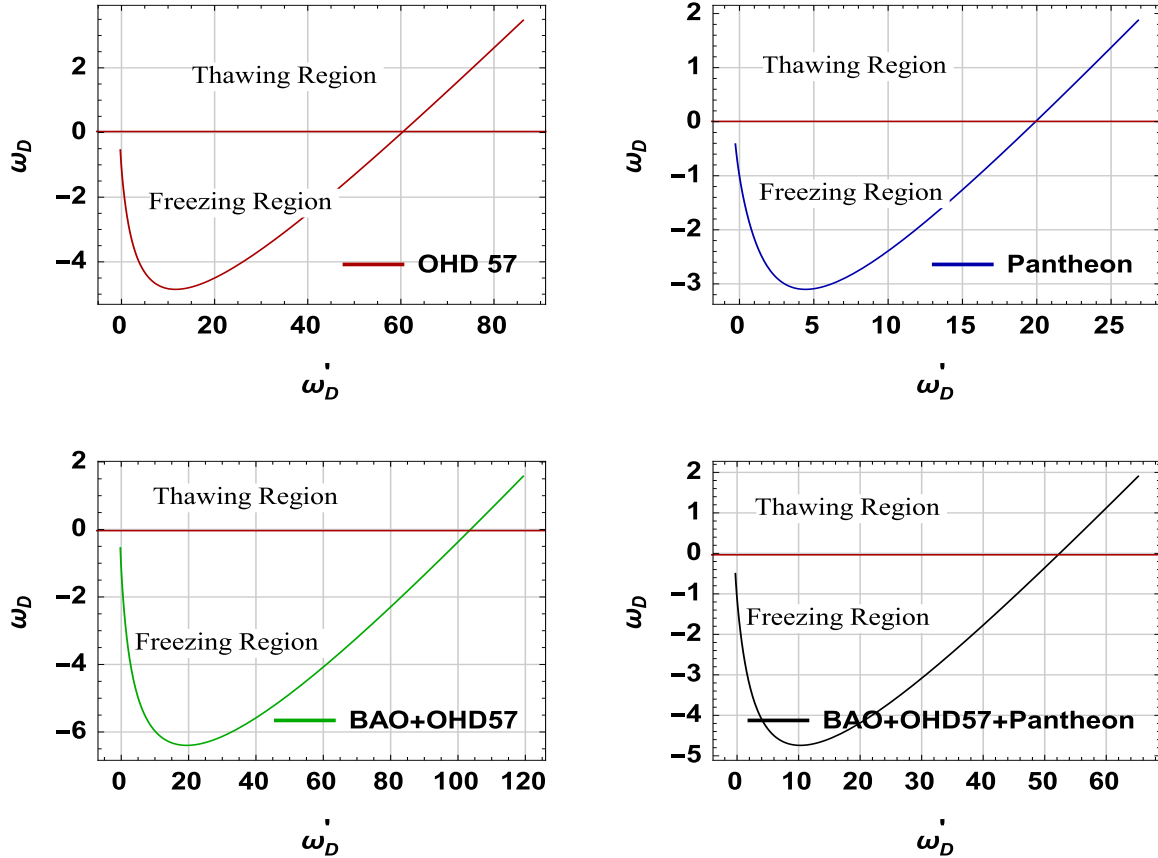 2
0
−2
−4
ω_D
Thawing Region
Freezing Region
OHD 57
0 20 40 60 80
ω'_D
2
1
0
−1
−2
−3
ω_D
Thawing Region
Freezing Region
Pantheon
0 5 10 15 20 25
ω'_D
2
0
−2
−4
−6
ω_D
Thawing Region
Freezing Region
BAO+OHD57
0 20 40 60 80 100 120
ω'_D
2
1
0
−1
−2
−3
−4
−5
ω_D
Thawing Region
Freezing Region
BAO+OHD57+Pantheon
0 10 20 30 40 50 60
ω'_D